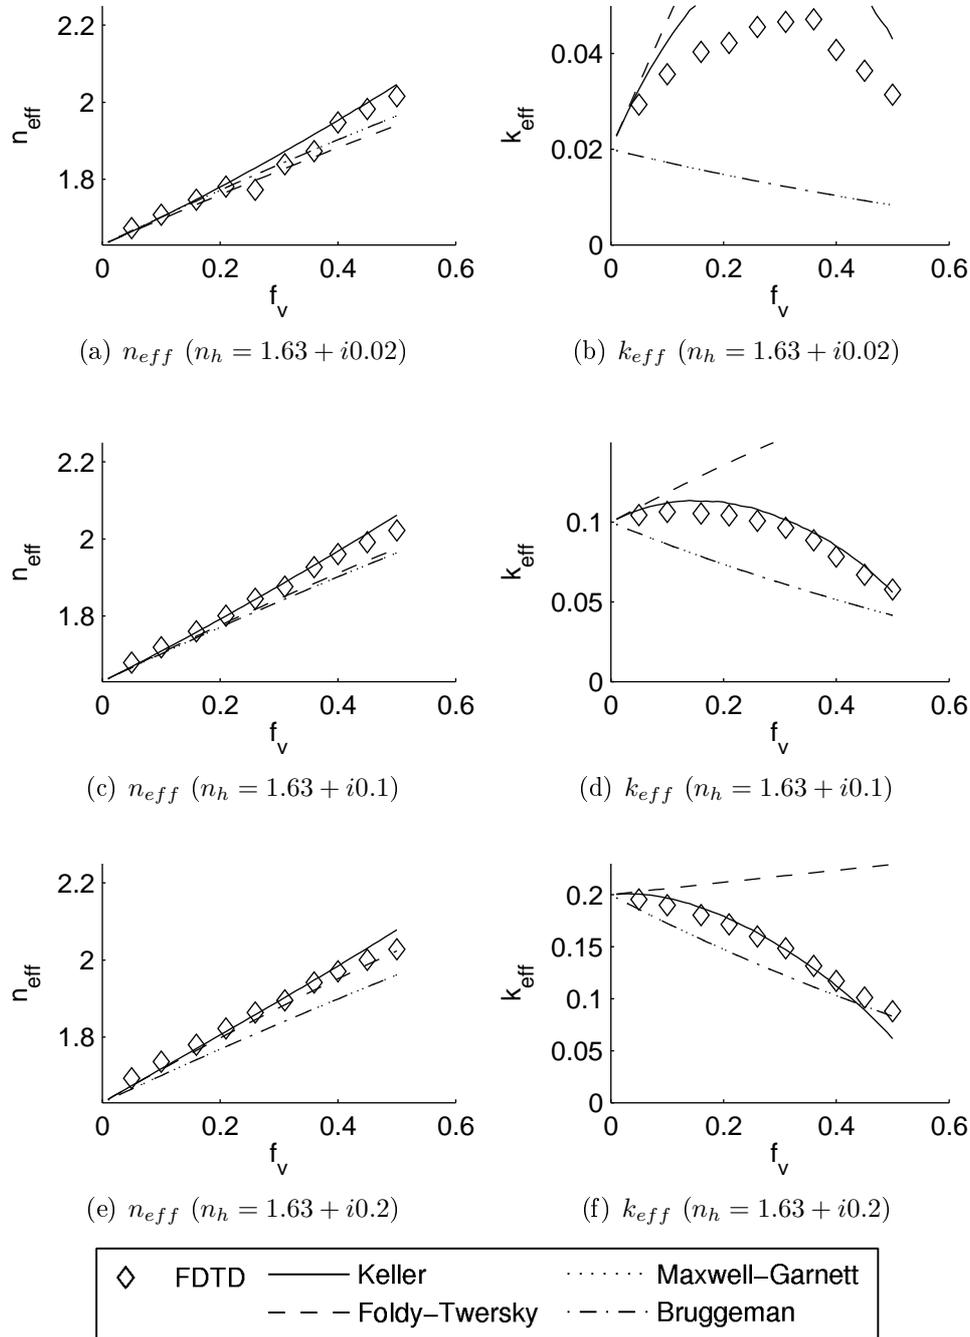 2.2
2
1.8
n_eff
0 0.2 0.4 0.6
f_v
(a) n_eff (n_h = 1.63 + i0.02)
0.04
0.02
0
k_eff
0 0.2 0.4 0.6
f_v
(b) k_eff (n_h = 1.63 + i0.02)
2.2
2
1.8
n_eff
0 0.2 0.4 0.6
f_v
(c) n_eff (n_h = 1.63 + i0.1)
0.1
0.05
0
k_eff
0 0.2 0.4 0.6
f_v
(d) k_eff (n_h = 1.63 + i0.1)
2.2
2
1.8
n_eff
0 0.2 0.4 0.6
f_v
(e) n_eff (n_h = 1.63 + i0.2)
0.2
0.15
0.1
0.05
0
k_eff
0 0.2 0.4 0.6
f_v
(f) k_eff (n_h = 1.63 + i0.2)
FDTD
Keller
Maxwell–Garnett
Foldy–Twersky
Bruggeman